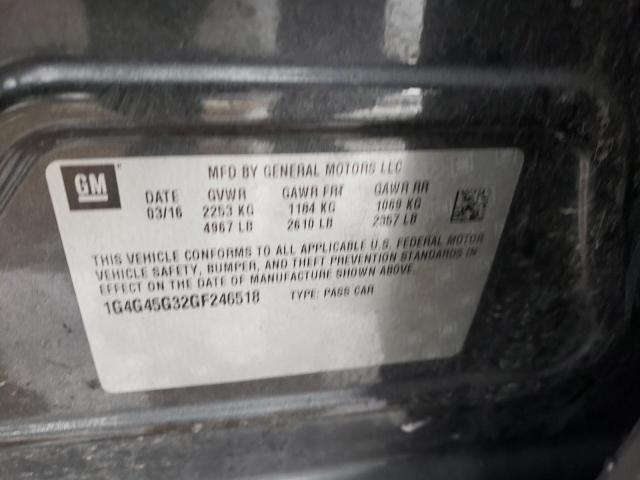 GM
MFD BY GENERAL MOTORS LLC
DATE GVWR GAWR FRT GAWR RR
03/16 2253 KG 1184 KG 1069 KG
4967 LB 2610 LB 2357 LB
THIS VEHICLE CONFORMS TO ALL APPLICABLE U.S. FEDERAL MOTOR
VEHICLE SAFETY, BUMPER, AND THEFT PREVENTION STANDARDS IN
EFFECT ON THE DATE OF MANUFACTURE SHOWN ABOVE.
1G4G45G32GF246518 TYPE: PASS CAR